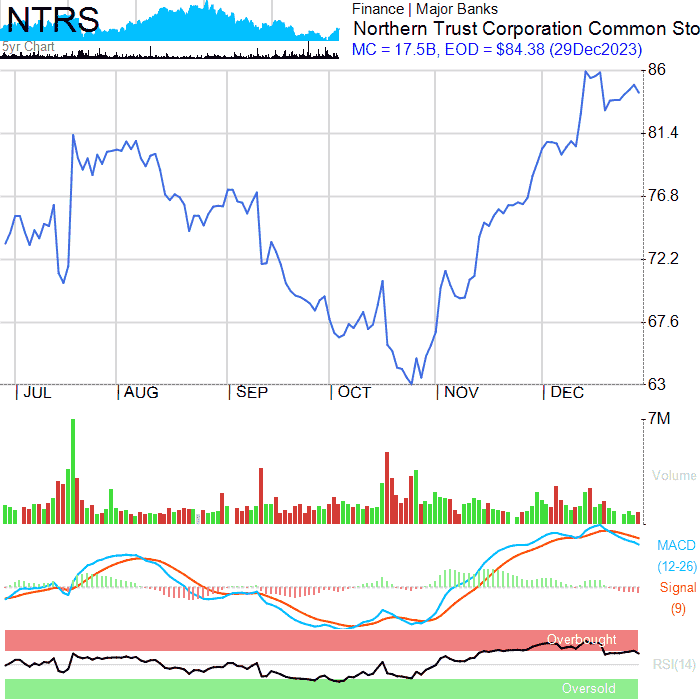 NTRS
5yr Chart
Finance | Major Banks
Northern Trust Corporation Common Sto
MC = 17.5B, EOD = $84.38 (29Dec2023)
86
81.4
76.8
72.2
67.6
63
JUL AUG SEP OCT NOV DEC
7M
Volume
MACD
(12-26)
Signal
(9)
Overbought
RSI(14)
Oversold